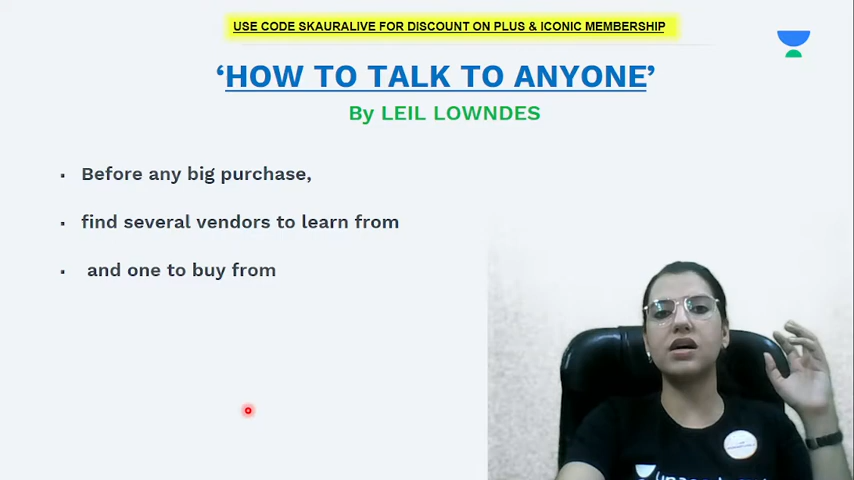 USE CODE SKAURALIVE FOR DISCOUNT ON PLUS & ICONIC MEMBERSHIP
‘HOW TO TALK TO ANYONE’
By LEIL LOWNDES
▪ Before any big purchase,
▪ find several vendors to learn from
▪ and one to buy from